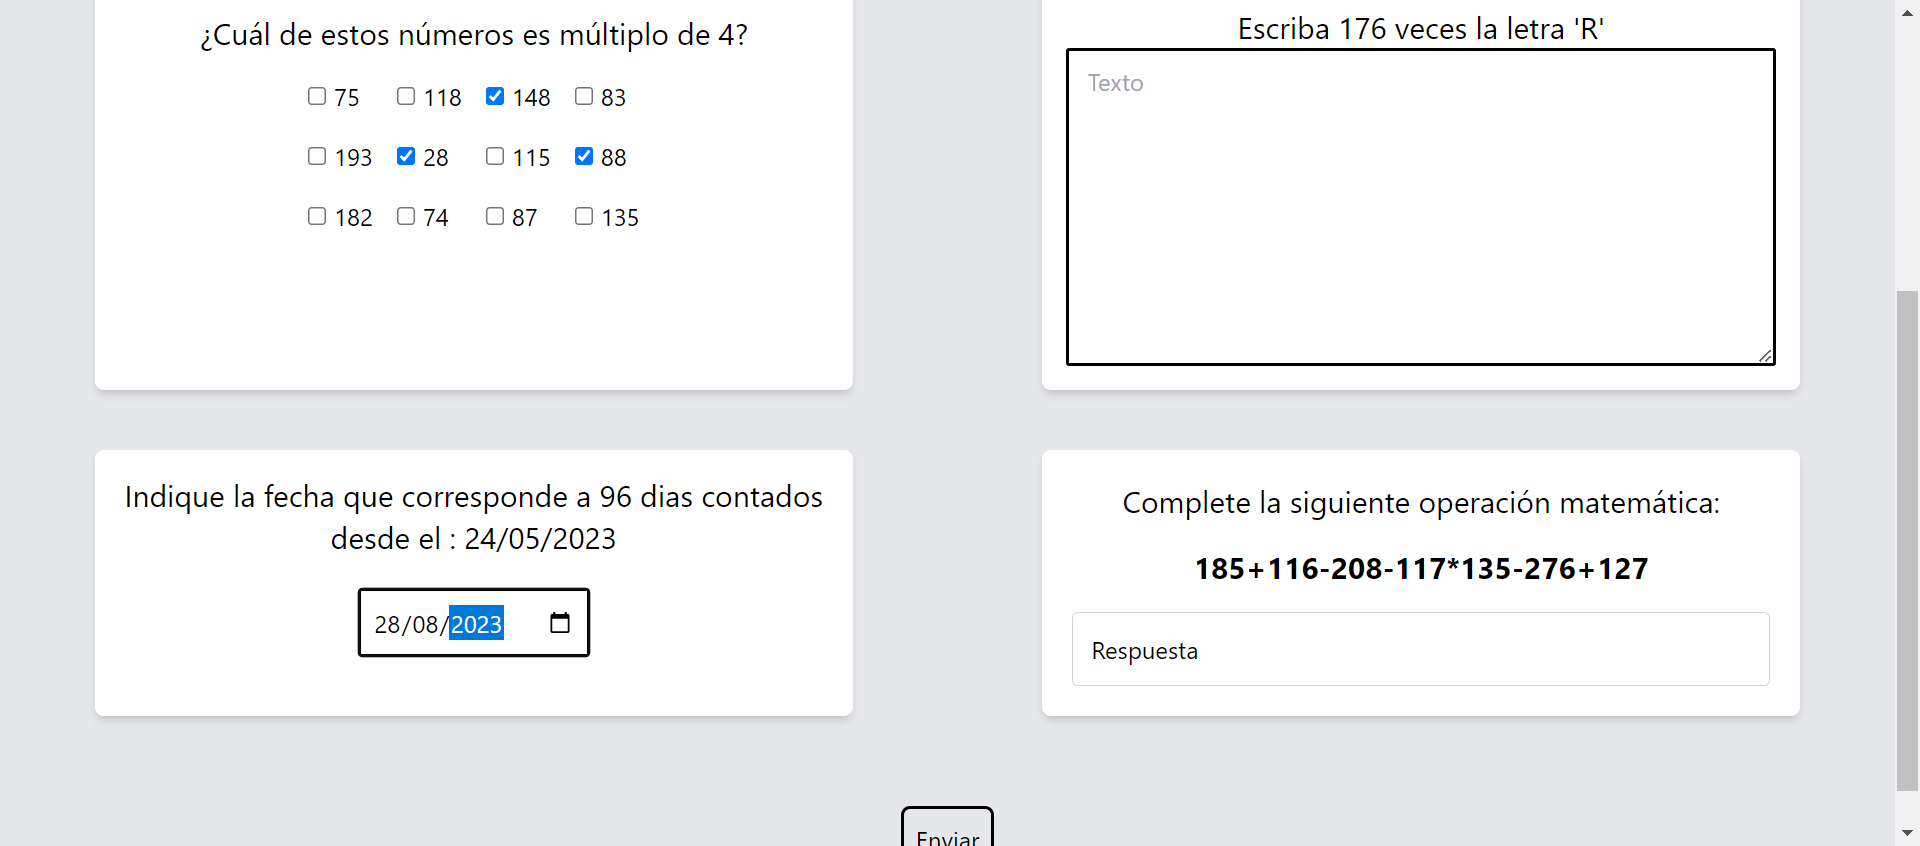 ¿Cuál de estos números es múltiplo de 4?
75 118 148 83
193 28 115 88
182 74 87 135
Escriba 176 veces la letra 'R'
Texto
Indique la fecha que corresponde a 96 dias contados
desde el : 24/05/2023
28/08/2023
Complete la siguiente operación matemática:
185+116-208-117*135-276+127
Respuesta
Enviar